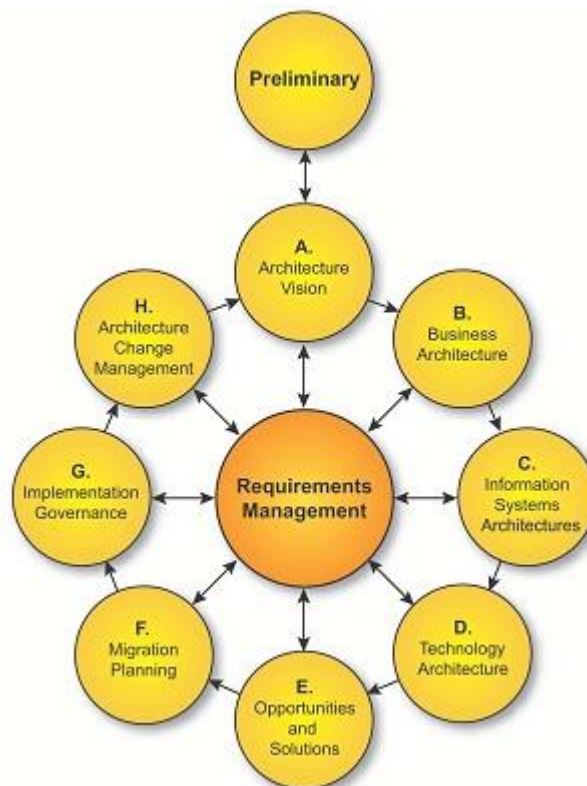 Preliminary
A.
Architecture
Vision
B.
Business
Architecture
C.
Information
Systems
Architectures
D.
Technology
Architecture
E.
Opportunities
and
Solutions
F.
Migration
Planning
G.
Implementation
Governance
H.
Architecture
Change
Management
Requirements
Management